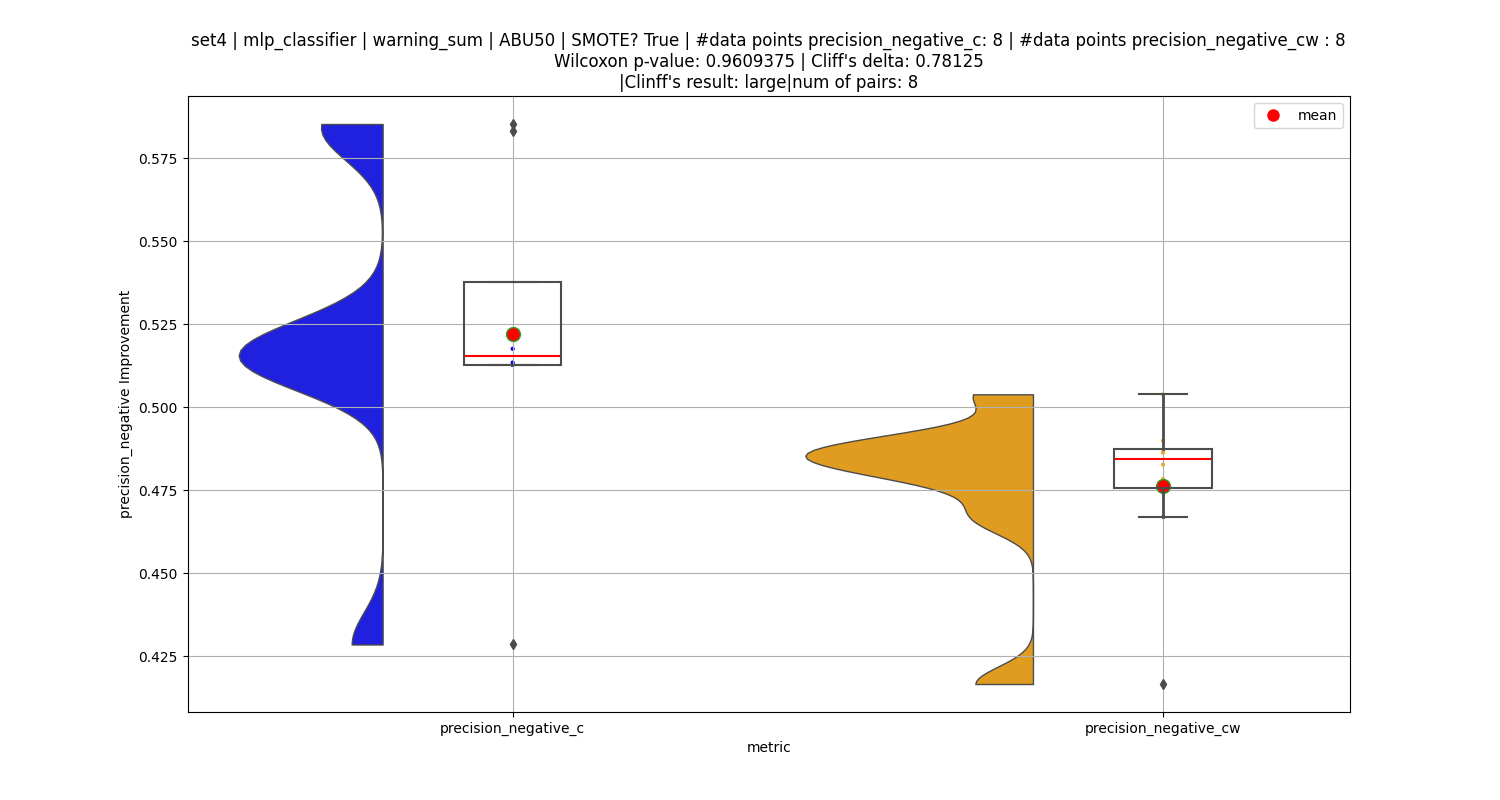 set4 | mlp_classifier | warning_sum | ABU50 | SMOTE? True | #data points precision_negative_c: 8 | #data points precision_negative_cw : 8
Wilcoxon p-value: 0.9609375 | Cliff's delta: 0.78125
|Clinff's result: large|num of pairs: 8
mean
precision_negative Improvement
0.575
0.550
0.525
0.500
0.475
0.450
0.425
precision_negative_c
precision_negative_cw
metric